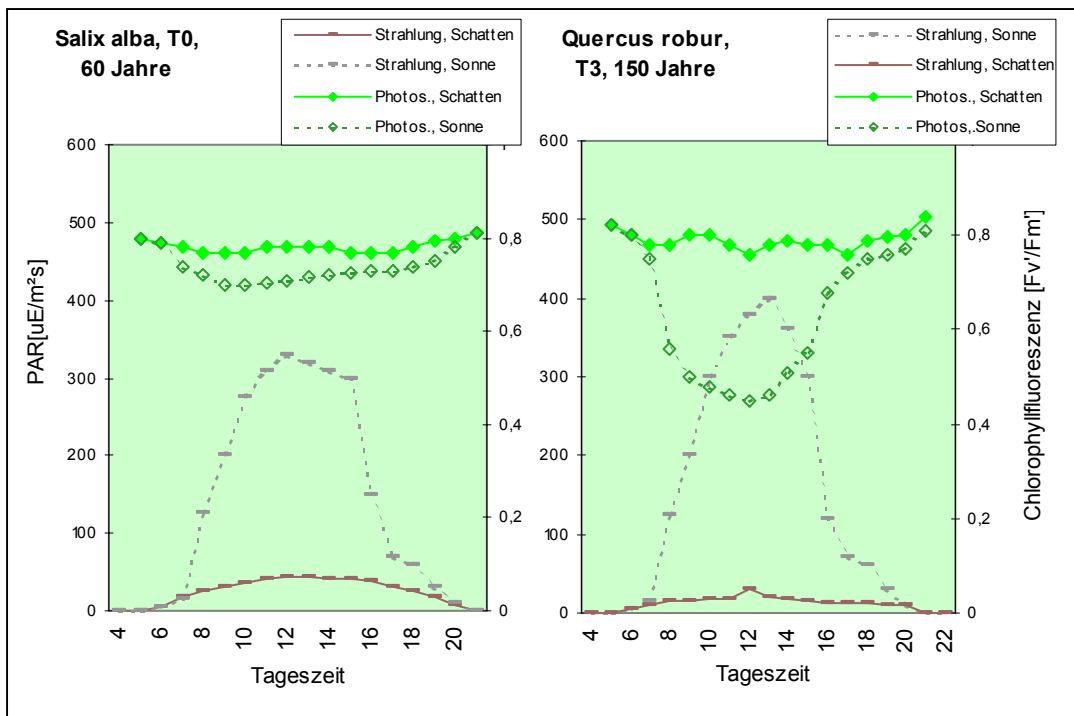 Salix alba, T0,
60 Jahre
Strahlung, Schatten
Strahlung, Sonne
Photos., Schatten
Photos., Sonne
600
500
400
300
200
100
0
PAR[uE/m²s]
0,8
0,6
0,4
0,2
0
4 6 8 10 12 14 16 18 20
Tageszeit
Quercus robur,
T3, 150 Jahre
Strahlung, Sonne
Strahlung, Schatten
Photos., Schatten
Photos,.Sonne
600
500
400
300
200
100
0
0,8
0,6
0,4
0,2
0
Chlorophyllfluoreszenz [Fv'/Fm']
4 6 8 10 12 14 16 18 20 22
Tageszeit